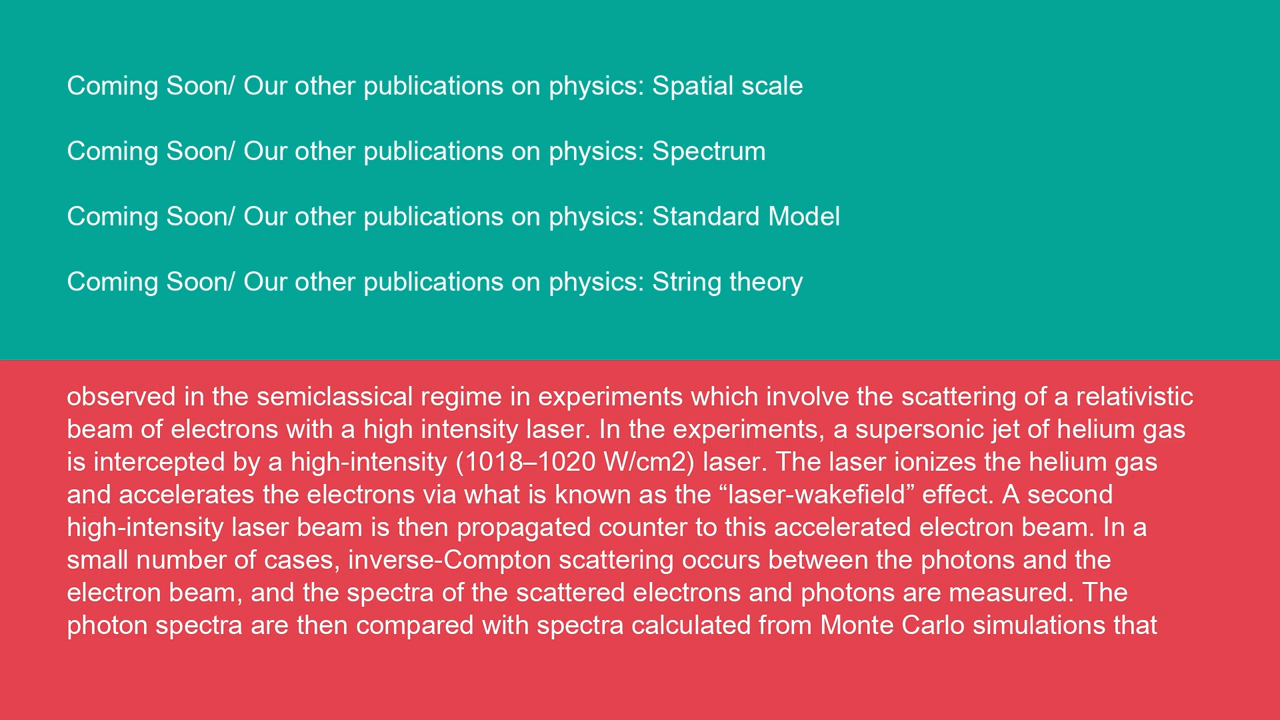 Coming Soon/ Our other publications on physics: Spatial scale
Coming Soon/ Our other publications on physics: Spectrum
Coming Soon/ Our other publications on physics: Standard Model
Coming Soon/ Our other publications on physics: String theory
observed in the semiclassical regime in experiments which involve the scattering of a relativistic
beam of electrons with a high intensity laser. In the experiments, a supersonic jet of helium gas
is intercepted by a high-intensity (1018–1020 W/cm2) laser. The laser ionizes the helium gas
and accelerates the electrons via what is known as the “laser-wakefield” effect. A second
high-intensity laser beam is then propagated counter to this accelerated electron beam. In a
small number of cases, inverse-Compton scattering occurs between the photons and the
electron beam, and the spectra of the scattered electrons and photons are measured. The
photon spectra are then compared with spectra calculated from Monte Carlo simulations that